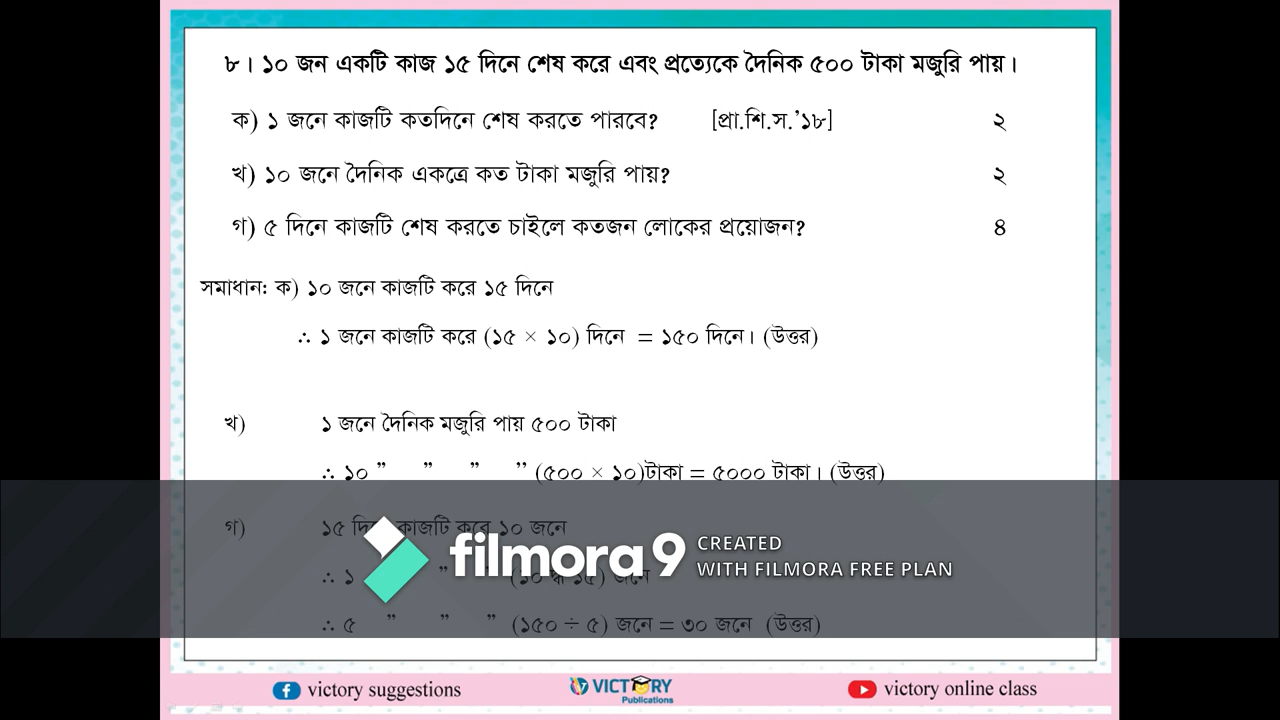 ৮। ১০ জন একটি কাজ ১৫ দিনে শেষ করে এবং প্রত্যেকে দৈনিক ৫০০ টাকা মজুরি পায়।
ক) ১ জনে কাজটি কতদিনে শেষ করতে পারবে? [প্রা.শি.স.’১৮] ২
খ) ১০ জনে দৈনিক একত্রে কত টাকা মজুরি পায়? ২
গ) ৫ দিনে কাজটি শেষ করতে চাইলে কতজন লোকের প্রয়োজন? ৪
সমাধান: ক) ১০ জনে কাজটি করে ১৫ দিনে
∴ ১ জনে কাজটি করে (১৫ × ১০) দিনে = ১৫০ দিনে। (উত্তর)
খ) ১ জনে দৈনিক মজুরি পায় ৫০০ টাকা
∴ ১০ ” ” ” ” (৫০০ × ১০)টাকা = ৫০০০ টাকা। (উত্তর)
গ) ১৫ কাজটি করে ১০ জনে
filmora9 CREATED
WITH FILMORA FREE PLAN
∴ ১ ” (১০ ১৫) জনে
∴ ৫ ” ” ” (১৫০ ÷ ৫) জনে = ৩০ জনে (উত্তর)
victory suggestions VICTORY Publications victory online class